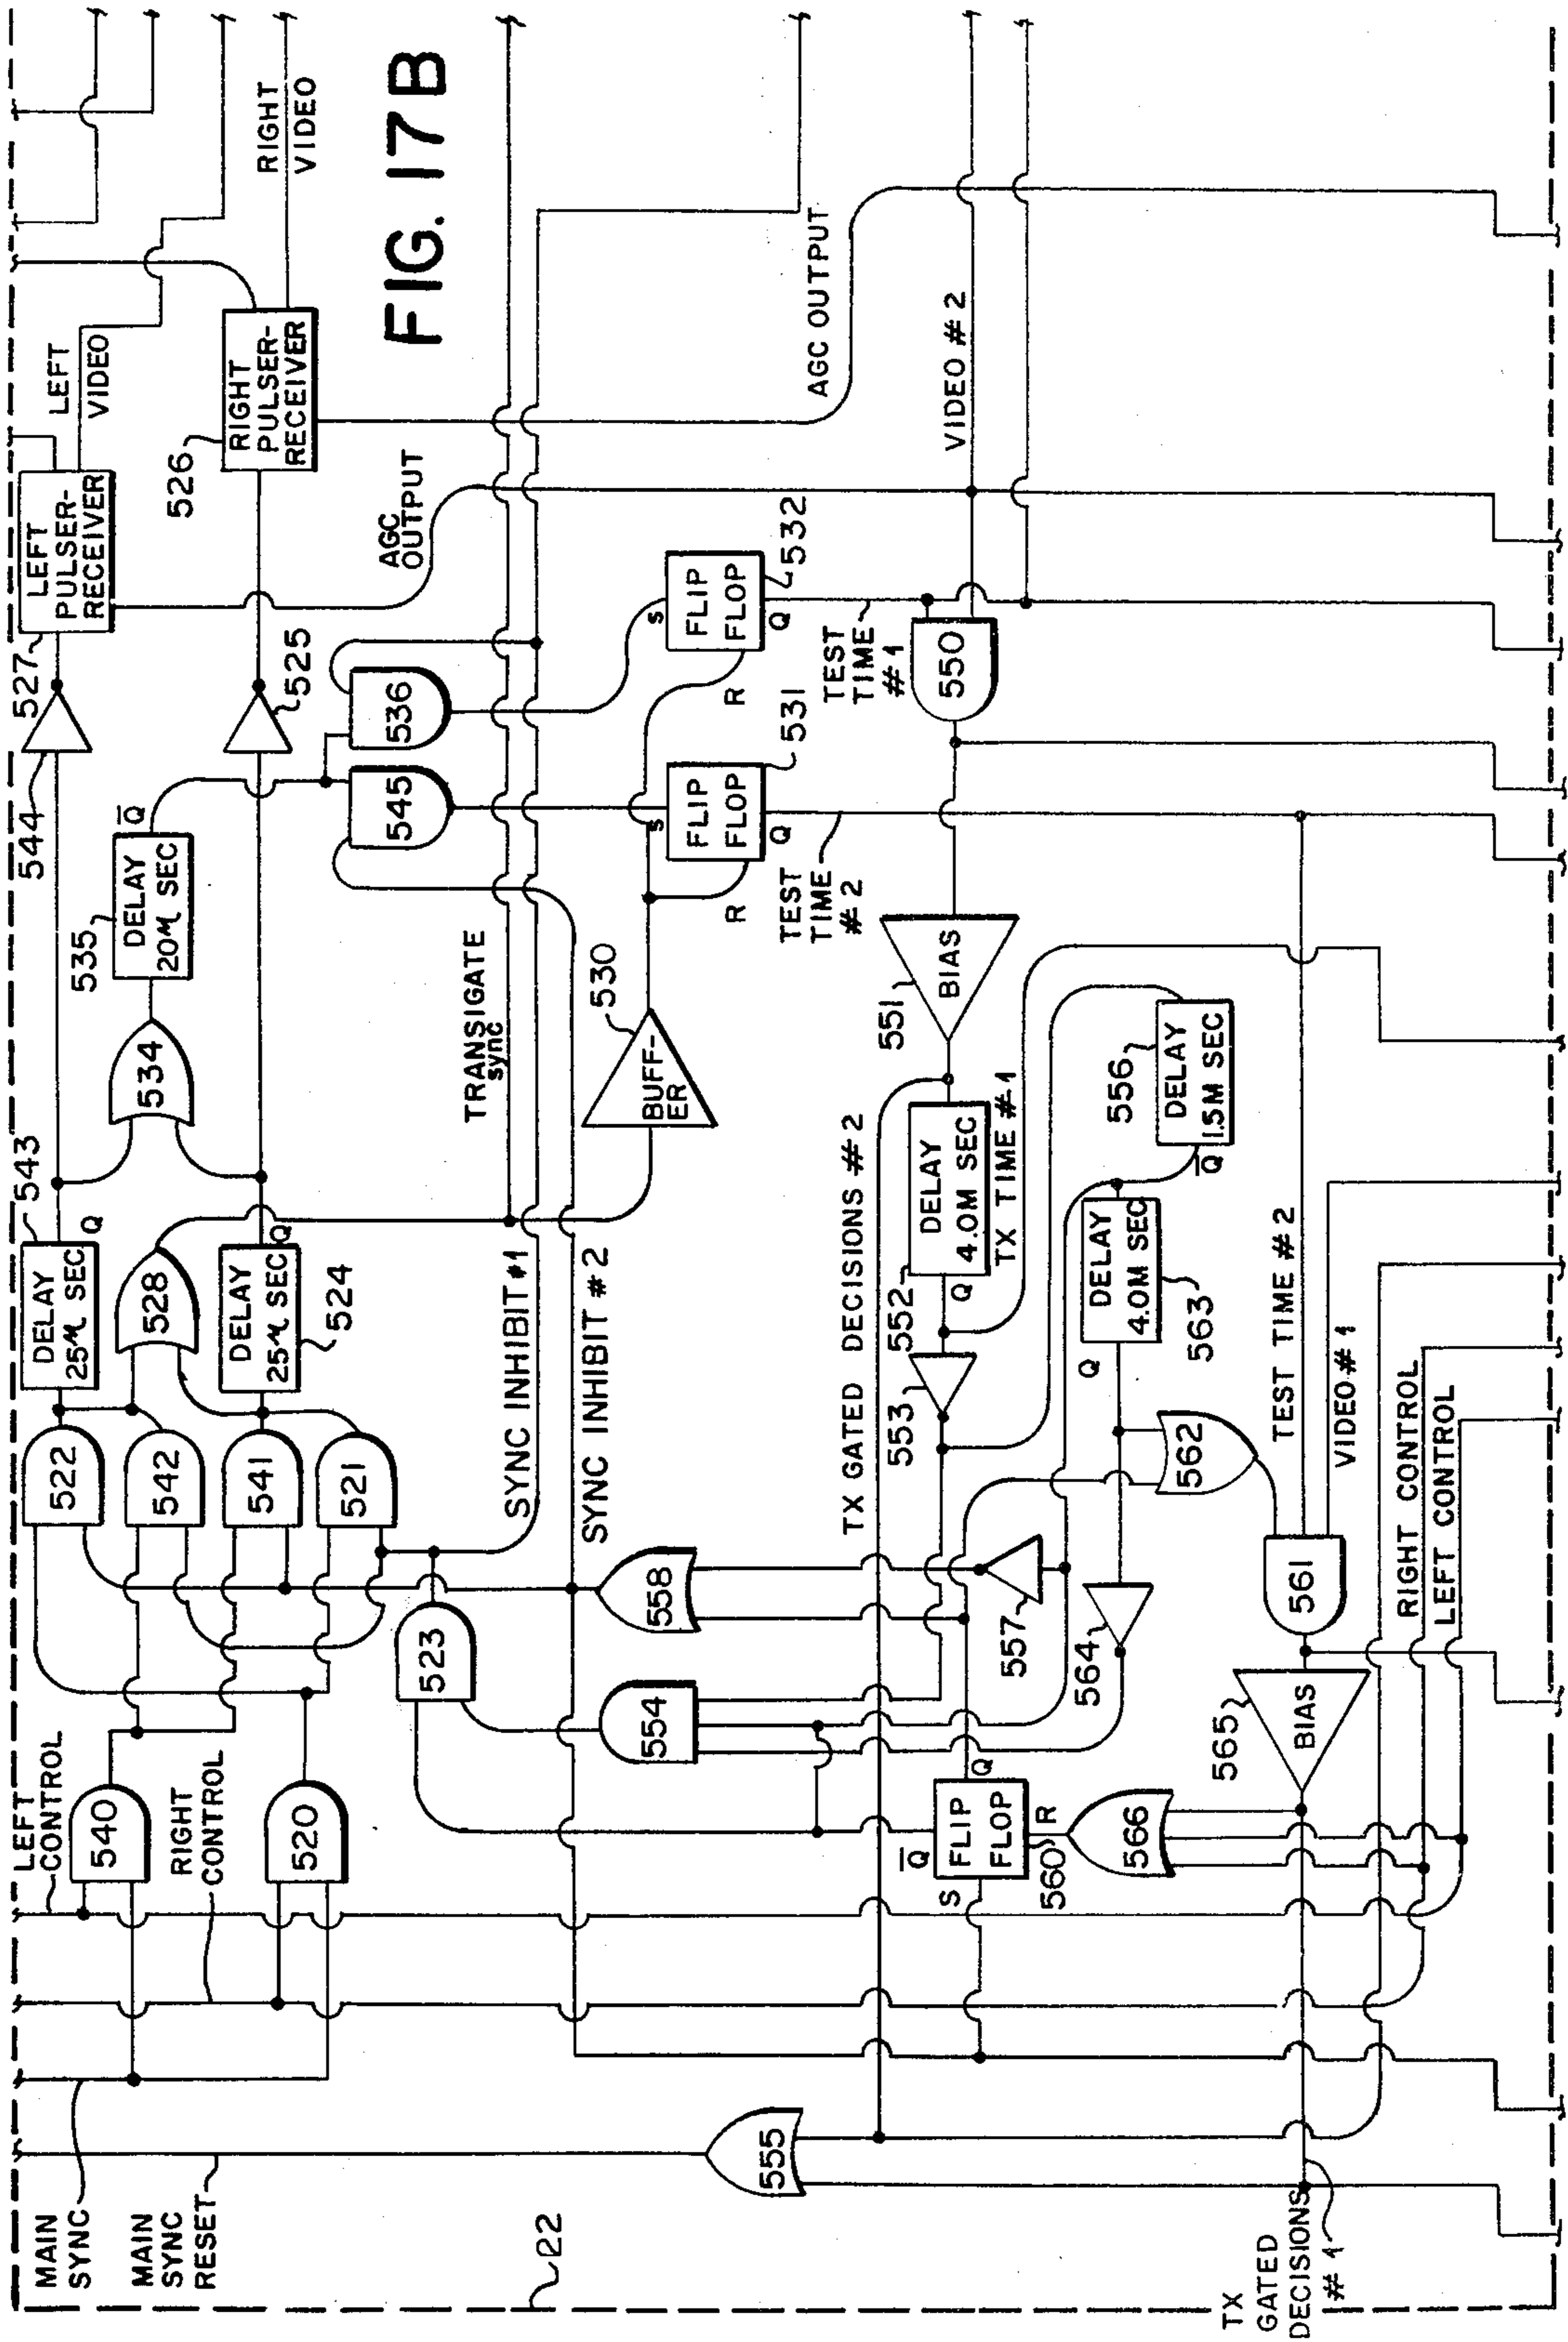 FIG. 17B
MAIN
SYNC
MAIN
SYNC
RESET
22
LEFT
CONTROL
RIGHT
CONTROL
540
520
522
542
541
521
523
543
DELAY
25μ SEC
Q
528
DELAY
25μ SEC
Q
524
534
535
DELAY
20μ SEC
Q̅
544
527
LEFT
PULSER-
RECEIVER
LEFT
VIDEO
525
526
RIGHT
PULSER-
RECEIVER
RIGHT
VIDEO
545
536
AGC
OUTPUT
AGC OUTPUT
TRANSIGATE
sync
SYNC INHIBIT #1
SYNC INHIBIT #2
530
BUFF-
ER
S
FLIP
FLOP
R
Q
531
S
FLIP
FLOP
R
Q
532
TEST
TIME
#2
TEST
TIME
#1
VIDEO #2
550
551
BIAS
TX GATED DECISIONS #2
552
DELAY
4.0M SEC
Q
TX TIME #1
553
556
DELAY
1.5M SEC
Q̅
DELAY
4.0M SEC
Q
563
554
558
557
564
562
TEST TIME #2
VIDEO #1
561
RIGHT CONTROL
LEFT CONTROL
565
BIAS
Q̅
FLIP
FLOP
S
Q
R
560
566
555
TX
GATED
DECISIONS
#1